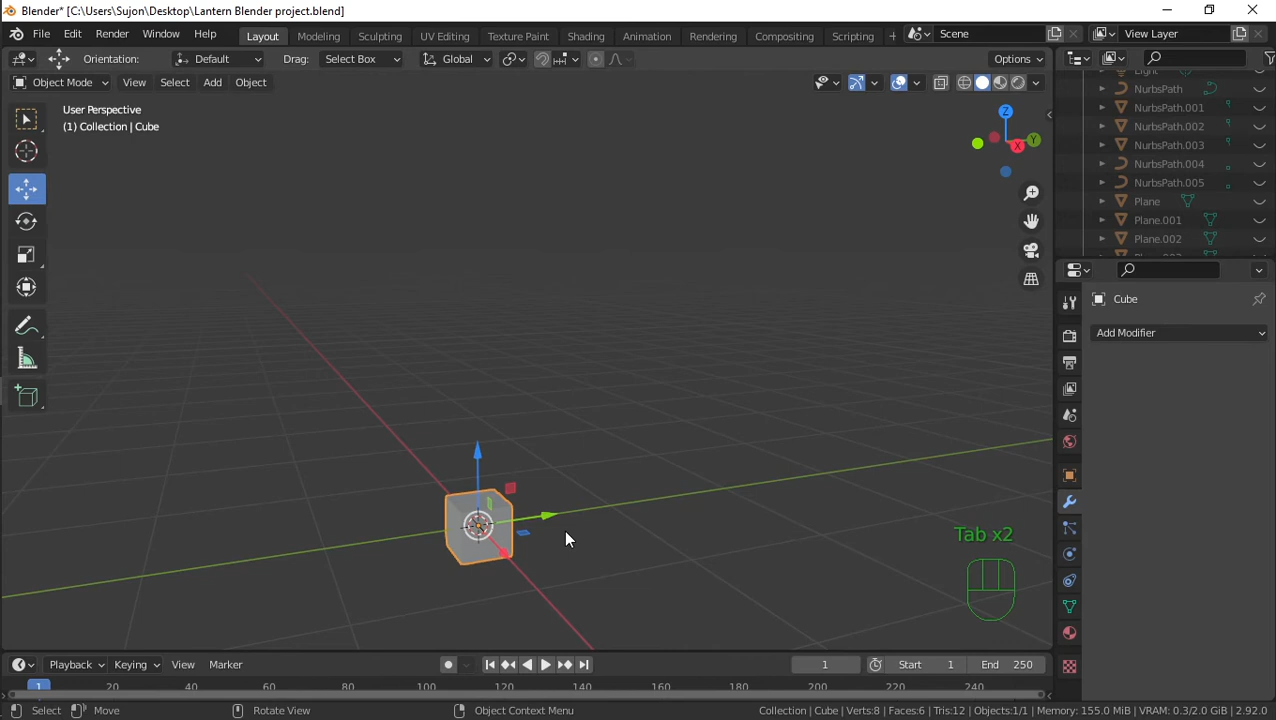 Blender* [C:\Users\Sujon\Desktop\Lantern Blender project.blend]
File Edit Render Window Help Layout Modeling Sculpting UV Editing Texture Paint Shading Animation Rendering Compositing Scripting + Scene View Layer
Orientation: Default Drag: Select Box Global Options
Object Mode View Select Add Object
User Perspective
(1) Collection | Cube
Z
Y
X
Light
NurbsPath
NurbsPath.001
NurbsPath.002
NurbsPath.003
NurbsPath.004
NurbsPath.005
Plane
Plane.001
Plane.002
Cube
Add Modifier
Tab x2
Playback Keying View Marker 1 Start 1 End 250
1 20 40 60 80 100 120 140 160 180 200 220 240
Select Move Rotate View Object Context Menu Collection | Cube | Verts:8 | Faces:6 | Tris:12 | Objects:1/1 | Memory: 155.0 MiB | VRAM: 0.3/2.0 GiB | 2.92.0